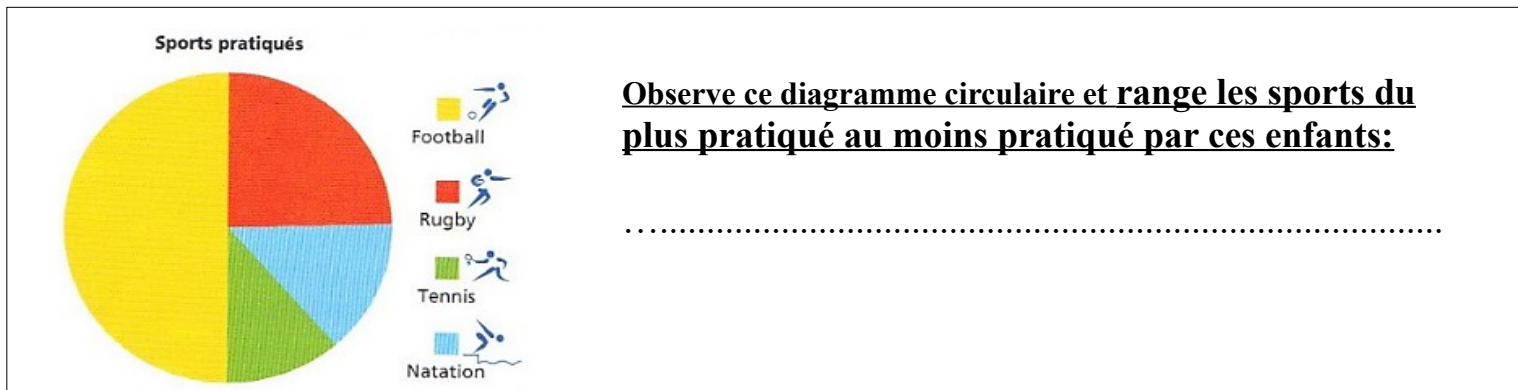 Sports pratiqués
Football
Rugby
Tennis
Natation
Observe ce diagramme circulaire et range les sports du
plus pratiqué au moins pratiqué par ces enfants:
…....................................................................................